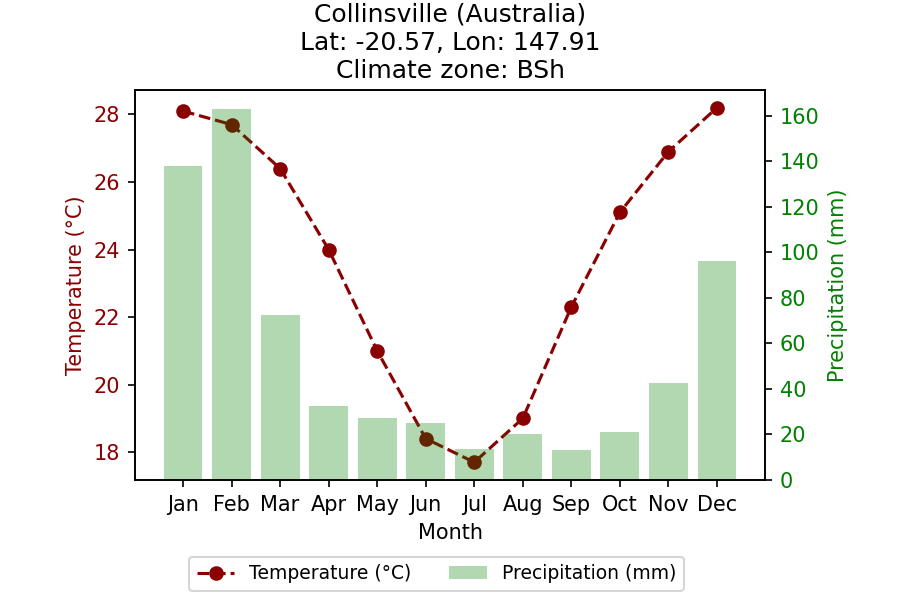 Collinsville (Australia)
Lat: -20.57, Lon: 147.91
Climate zone: BSh
Temperature (°C)
28
26
24
22
20
18
Precipitation (mm)
160
140
120
100
80
60
40
20
0
Jan Feb Mar Apr May Jun Jul Aug Sep Oct Nov Dec
Month
Temperature (°C) Precipitation (mm)